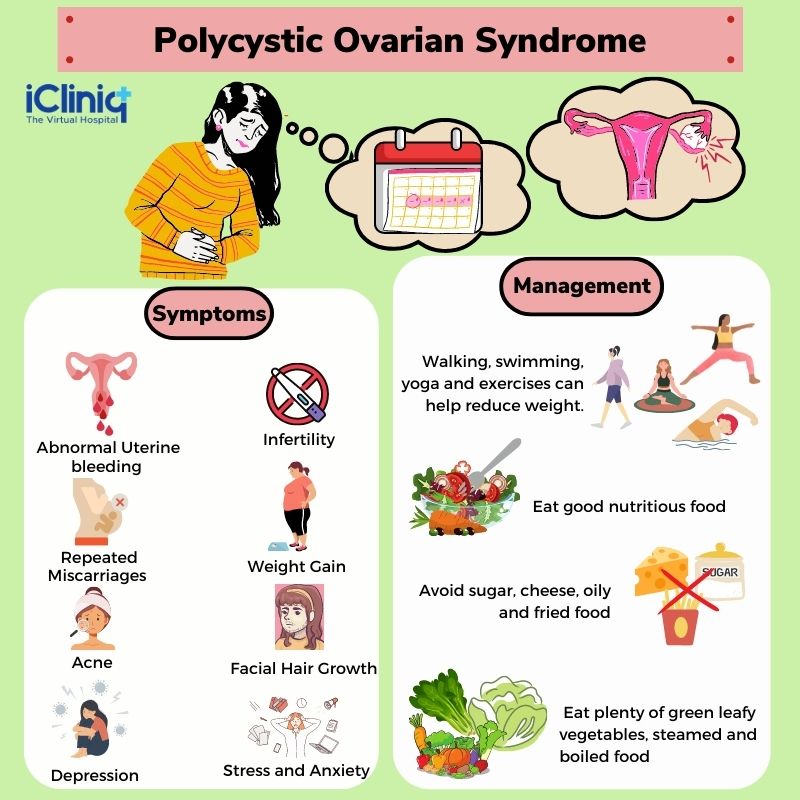 Polycystic Ovarian Syndrome
iCliniq
The Virtual Hospital
Symptoms
Abnormal Uterine
bleeding
Infertility
Repeated
Miscarriages
Weight Gain
Acne
Facial Hair Growth
Depression
Stress and Anxiety
Management
Walking, swimming,
yoga and exercises can
help reduce weight.
Eat good nutritious food
Avoid sugar, cheese, oily
and fried food
SUGAR
Eat plenty of green leafy
vegetables, steamed and
boiled food